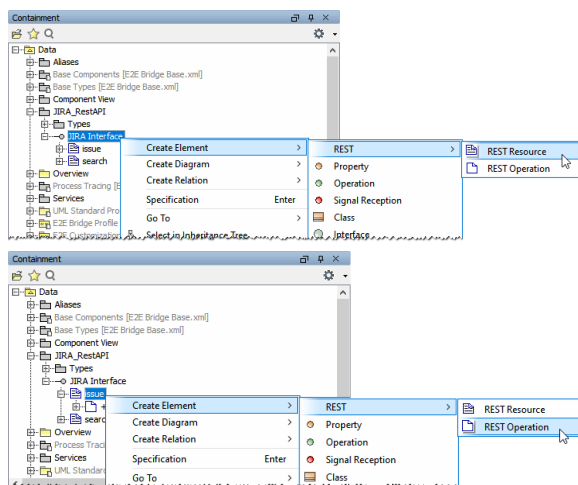 Containment
Data
Aliases
Base Components [E2E Bridge Base.xml]
Base Types [E2E Bridge Base.xml]
Component View
JIRA_RestAPI
Types
JIRA Interface
issue Create Element > REST > REST Resource
search Create Diagram > Property REST Operation
Overview Create Relation > Operation
Process Tracing [E
Services Specification Enter Signal Reception
UML Standard Pro Class
E2E Bridge Profile Go To > Interface
E2E Customization Select in Inheritance Tree
Containment
Data
Aliases
Base Components [E2E Bridge Base.xml]
Base Types [E2E Bridge Base.xml]
Component View
JIRA_RestAPI
Types
JIRA Interface
issue
+ Create Element > REST > REST Resource
search Create Diagram > Property REST Operation
Overview Create Relation > Operation
Process Traci
Services Specification Enter Signal Reception
UML Standard Go To > Class